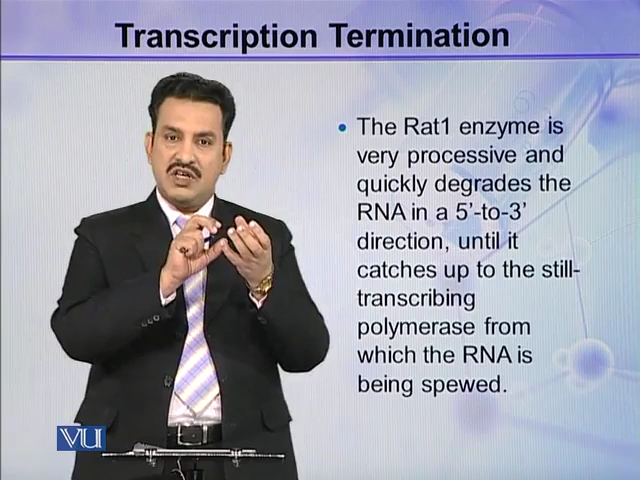 Transcription Termination
• The Rat1 enzyme is
very processive and
quickly degrades the
RNA in a 5’-to-3’
direction, until it
catches up to the still-
transcribing
polymerase from
which the RNA is
being spewed.
VU